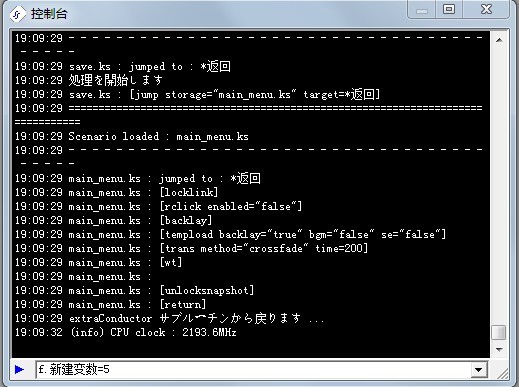 控制台
19:09:29 - - - - - - - - - - - - - - - - - - - - - - - - - - - - - - - - - - -
- - - - -
19:09:29 save.ks : jumped to : *返回
19:09:29 処理を開始します
19:09:29 save.ks : [jump storage="main_menu.ks" target=*返回]
19:09:29 =====================================================================
===========
19:09:29 Scenario loaded : main_menu.ks
19:09:29 - - - - - - - - - - - - - - - - - - - - - - - - - - - - - - - - - - -
- - - - -
19:09:29 main_menu.ks : jumped to : *返回
19:09:29 main_menu.ks : [locklink]
19:09:29 main_menu.ks : [rclick enabled="false"]
19:09:29 main_menu.ks : [backlay]
19:09:29 main_menu.ks : [tempload backlay="true" bgm="false" se="false"]
19:09:29 main_menu.ks : [trans method="crossfade" time=200]
19:09:29 main_menu.ks : [wt]
19:09:29 main_menu.ks :
19:09:29 main_menu.ks : [unlocksnapshot]
19:09:29 main_menu.ks : [return]
19:09:29 extraConductor サブルーチンから戻ります ...
19:09:32 (info) CPU clock : 2193.6MHz
f.新建变数=5